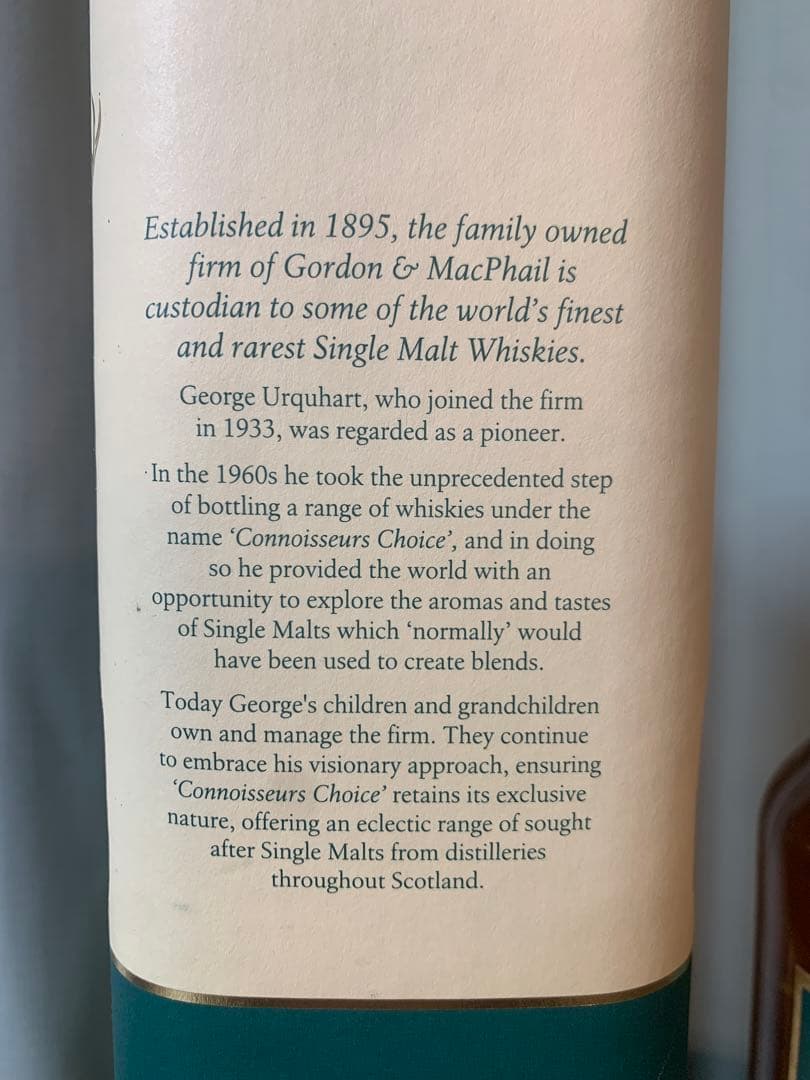 Established in 1895, the family owned
firm of Gordon & MacPhail is
custodian to some of the world’s finest
and rarest Single Malt Whiskies.
George Urquhart, who joined the firm
in 1933, was regarded as a pioneer.
In the 1960s he took the unprecedented step
of bottling a range of whiskies under the
name ‘Connoisseurs Choice’, and in doing
so he provided the world with an
opportunity to explore the aromas and tastes
of Single Malts which ‘normally’ would
have been used to create blends.
Today George's children and grandchildren
own and manage the firm. They continue
to embrace his visionary approach, ensuring
‘Connoisseurs Choice’ retains its exclusive
nature, offering an eclectic range of sought
after Single Malts from distilleries
throughout Scotland.